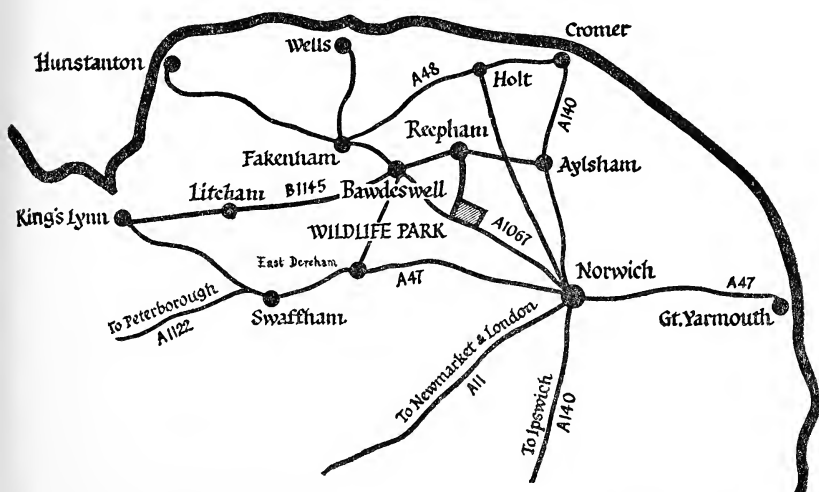 Cromer
Wells
Hunstanton
A48
Holt
A140
Reepham
Fakenham
Aylsham
Litcham
B1145
Bawdeswell
King's Lynn
WILDLIFE PARK
A1067
East Dereham
A47
Norwich
A47
To Peterborough
A1122
Swaffham
Gt. Yarmouth
To Newmarket & London
A11
To Ipswich
A140